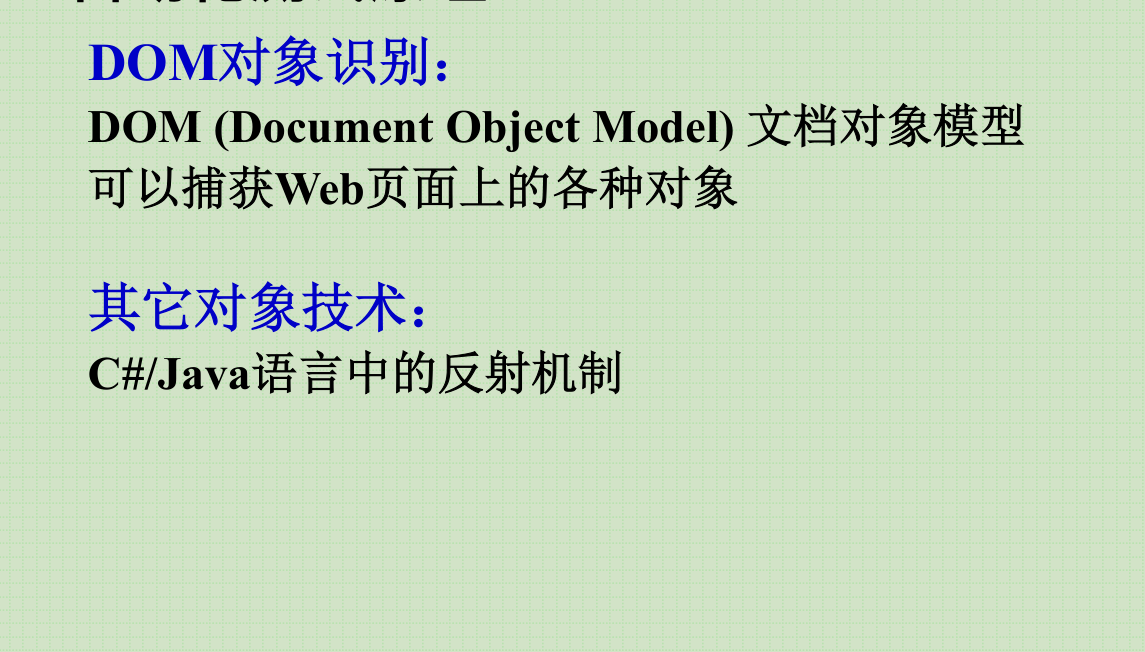 DOM对象识别：
DOM (Document Object Model) 文档对象模型
可以捕获Web页面上的各种对象
其它对象技术：
C#/Java语言中的反射机制